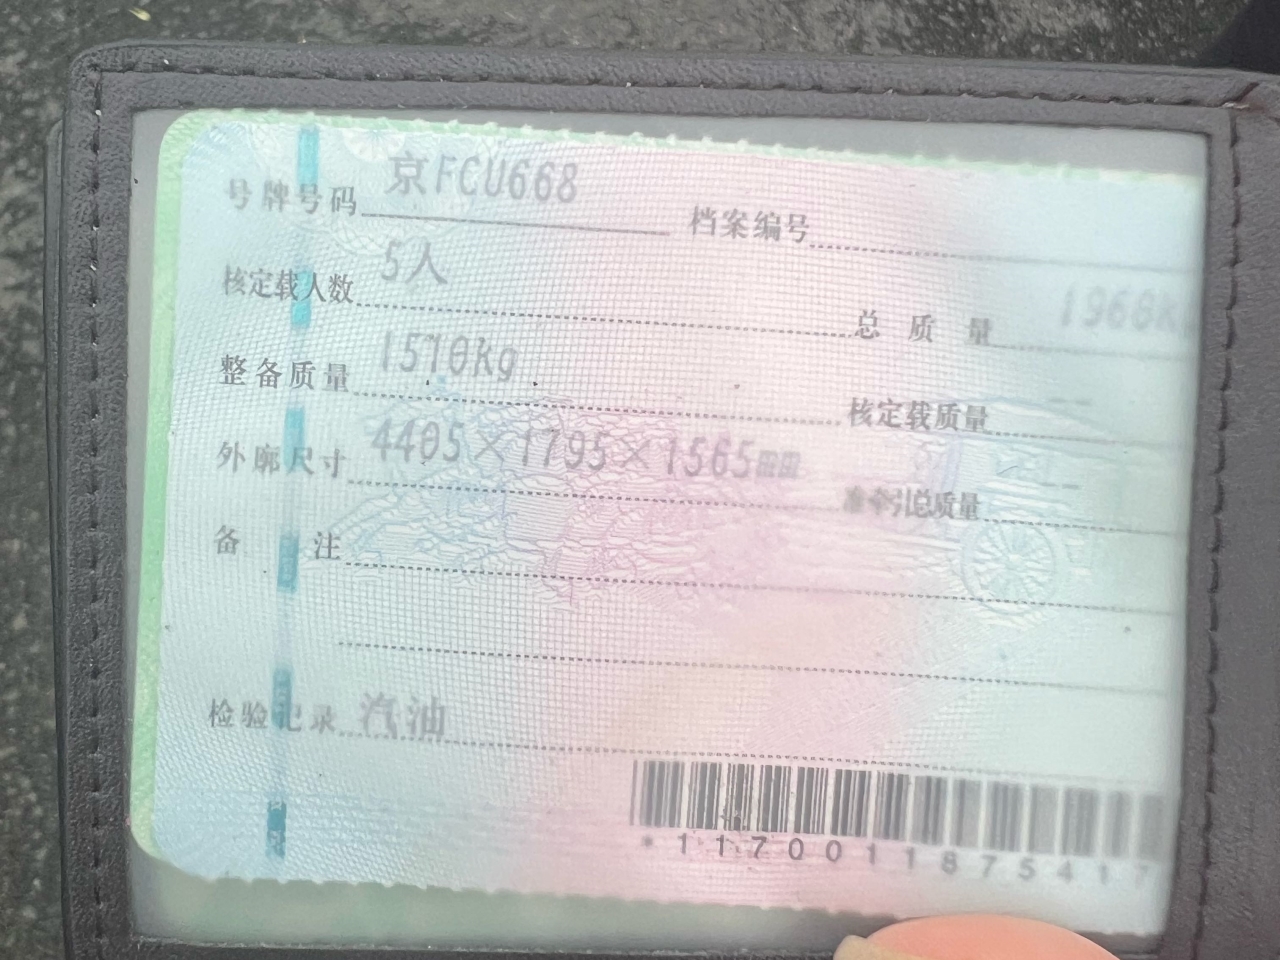 号牌号码 京FCU668 档案编号
核定载人数 5人 总质量 1960K
整备质量 1510kg 核定载质量 --
外廓尺寸 4405×1795×1565mm 准牵引总质量 --
备注
检验记录 汽油
*1170011875417